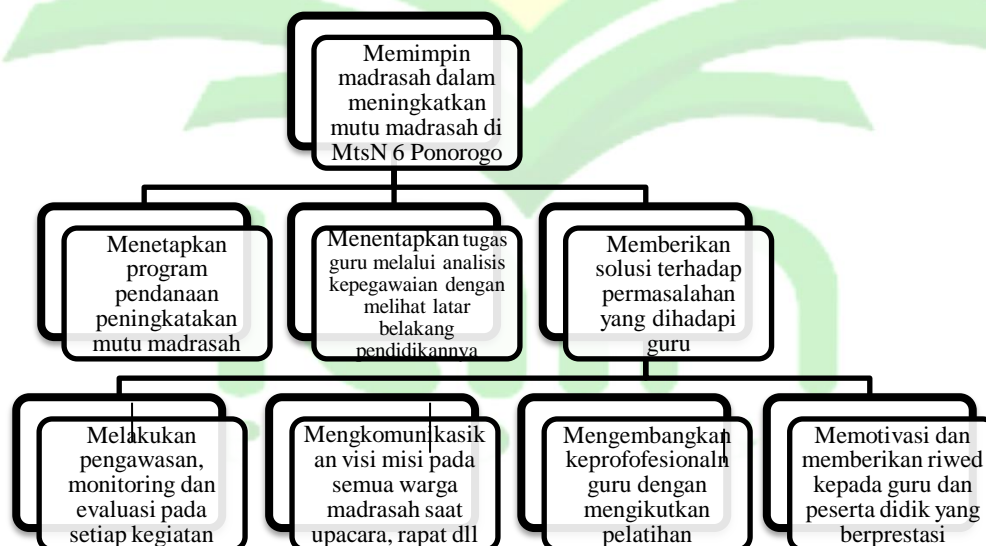 Memimpin
madrasah dalam
meningkatkan
mutu madrasah di
MtsN 6 Ponorogo
Menetapkan
program
pendanaan
peningkatakan
mutu madrasah
Menentapkan tugas
guru melalui analisis
kepegawaian dengan
melihat latar
belakang
pendidikannya
Memberikan
solusi terhadap
permasalahan
yang dihadapi
guru
Melakukan
pengawasan,
monitoring dan
evaluasi pada
setiap kegiatan
Mengkomunikasik
an visi misi pada
semua warga
madrasah saat
upacara, rapat dll
Mengembangkan
keprofofesionaln
guru dengan
mengikutkan
pelatihan
Memotivasi dan
memberikan riwed
kepada guru dan
peserta didik yang
berprestasi